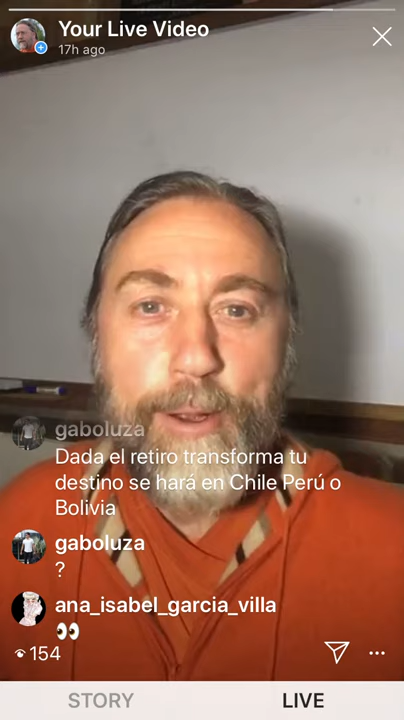 Your Live Video
17h ago
gaboluza
Dada el retiro transforma tu
destino se hará en Chile Perú o
Bolivia
gaboluza
?
ana_isabel_garcia_villa
👀
154
STORY
LIVE